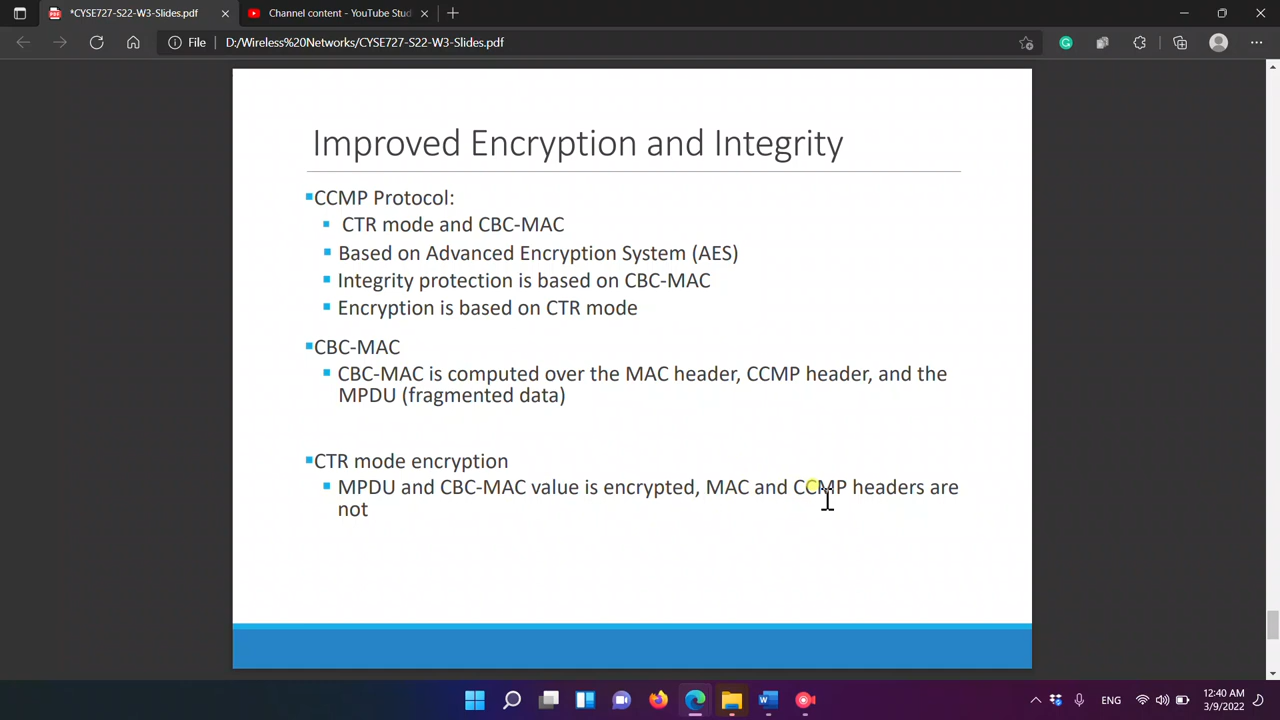 *CYSE727-S22-W3-Slides.pdf
Channel content - YouTube Stud
File
D:/Wireless%20Networks/CYSE727-S22-W3-Slides.pdf
Improved Encryption and Integrity
CCMP Protocol:
CTR mode and CBC-MAC
Based on Advanced Encryption System (AES)
Integrity protection is based on CBC-MAC
Encryption is based on CTR mode
CBC-MAC
CBC-MAC is computed over the MAC header, CCMP header, and the
MPDU (fragmented data)
CTR mode encryption
MPDU and CBC-MAC value is encrypted, MAC and CCMP headers are
not
ENG
12:40 AM
3/9/2022